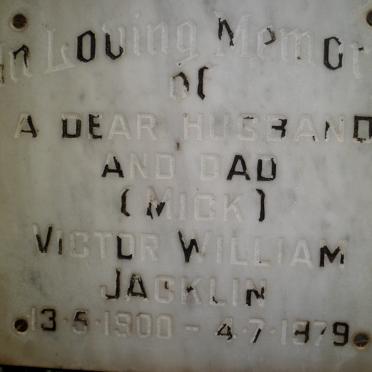 In Loving Memory
of
A DEAR HUSBAND
AND DAD
(MICK)
VICTOR WILLIAM
JACKLIN
13-5-1900 - 4-7-1979